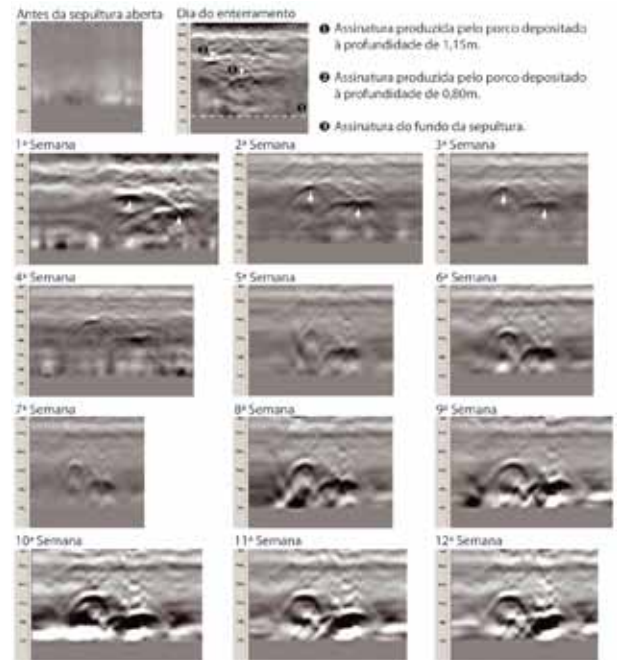 Antes da sepultura aberta
Dia do enterramento
❶ Assinatura produzida pelo porco depositado
à profundidade de 1,15m.
❷ Assinatura produzida pelo porco depositado
à profundidade de 0,80m.
❸ Assinatura do fundo da sepultura.
1ª Semana
2ª Semana
3ª Semana
4ª Semana
5ª Semana
6ª Semana
7ª Semana
8ª Semana
9ª Semana
10ª Semana
11ª Semana
12ª Semana